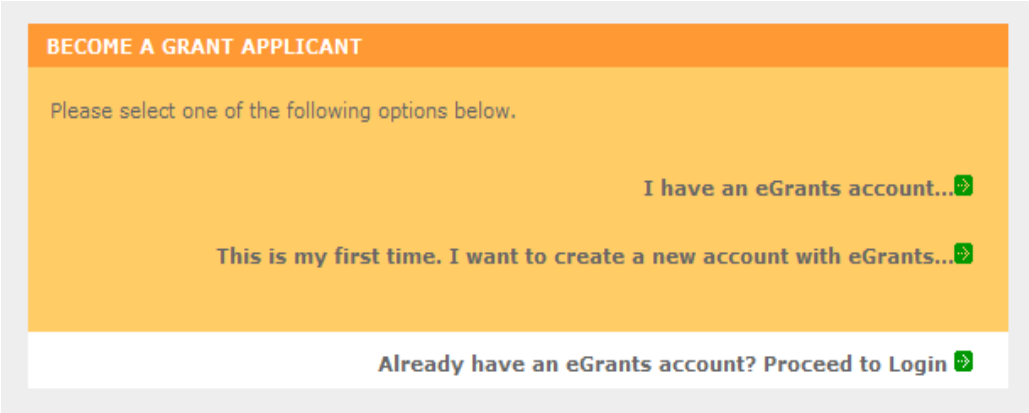 BECOME A GRANT APPLICANT
Please select one of the following options below.
I have an eGrants account...
This is my first time. I want to create a new account with eGrants...
Already have an eGrants account? Proceed to Login